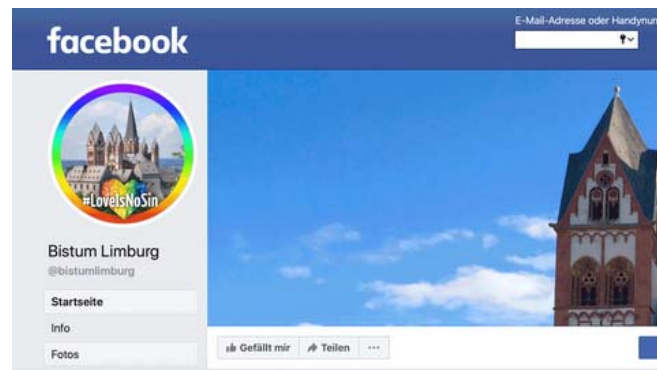 facebook
E-Mail-Adresse oder Handynum
#LoveIsNoSin
Bistum Limburg
@bistumlimburg
Startseite
Info
Fotos
Gefällt mir
Teilen